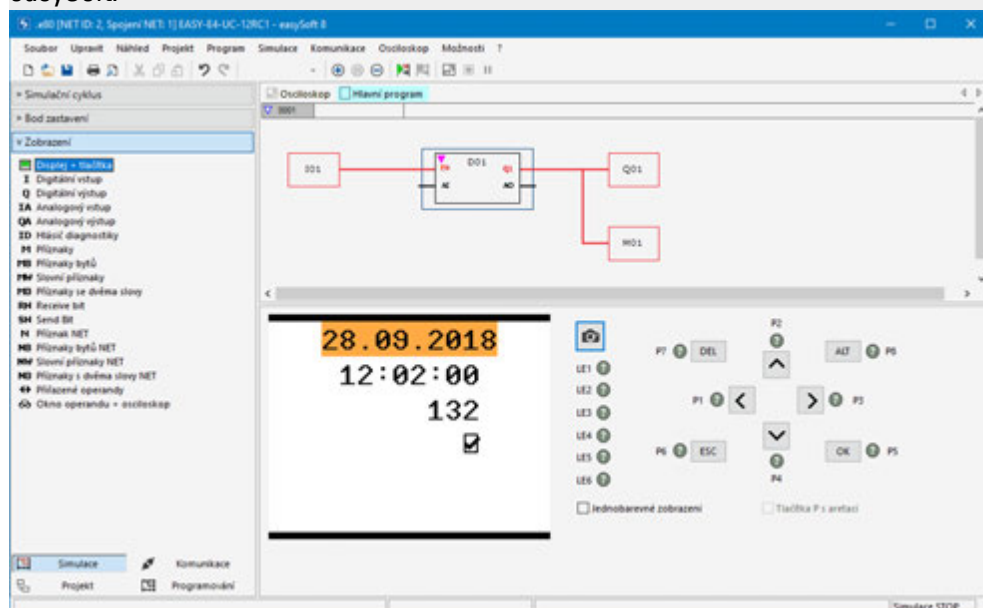 .e80 [NET ID: 2, Spojení NET: 1] EASY-E4-UC-12RC1 - easySoft 8
Soubor Upravit Náhled Projekt Program Simulace Komunikace Osciloskop Možnosti ?
Simulační cyklus
Bod zastavení
Zobrazení
Displej + tlačítka
I Digitální vstup
Q Digitální výstup
IA Analogový vstup
QA Analogový výstup
ID Hlásič diagnostiky
M Příznaky
MB Příznaky bytů
MW Slovní příznaky
MD Příznaky se dvěma slovy
RN Receive bit
SN Send Bit
N Příznak NET
NB Příznaky bytů NET
NW Slovní příznaky NET
ND Příznaky s dvěma slovy NET
Přiřazené operandy
Okno operandu + osciloskop
Simulace Komunikace
Projekt Programování
Osciloskop Hlavní program
0001
I01
D01
Q1
Q01
M01
28.09.2018
12:02:00
132
LE1
LE2
LE3
LE4
LE5
LE6
P2
P7 DEL
ALT P8
P1
P3
P6 ESC
OK P5
P4
Jednobarevné zobrazení
Tlačítka P s aretací
Simulace STOP